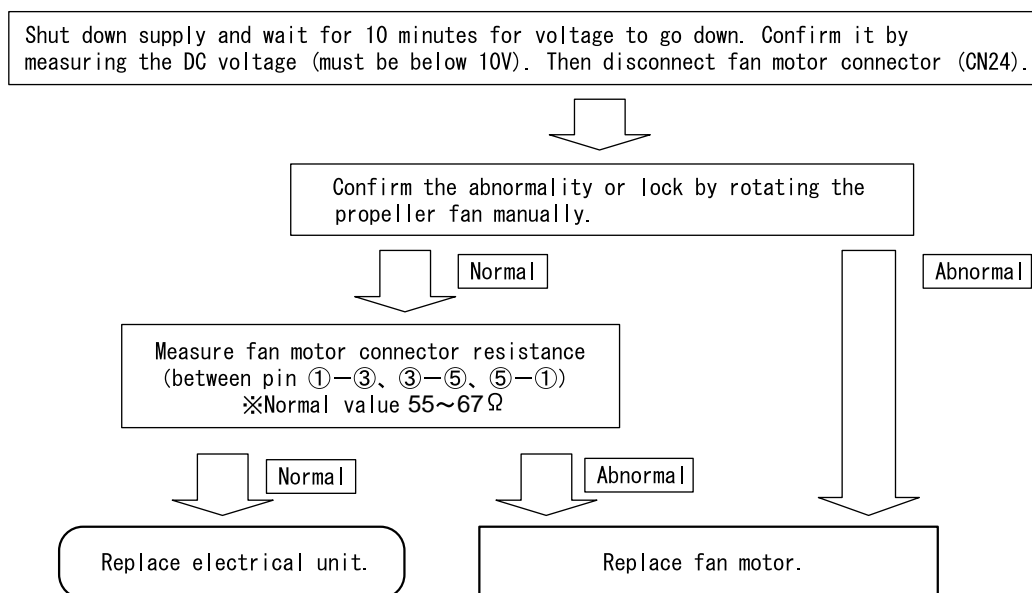 Shut down supply and wait for 10 minutes for voltage to go down. Confirm it by
measuring the DC voltage (must be below 10V). Then disconnect fan motor connector (CN24).
Confirm the abnormality or lock by rotating the
propeller fan manually.
Normal
Abnormal
Measure fan motor connector resistance
(between pin ①－③、③－⑤、⑤－①)
※Normal value 55～67Ω
Normal
Abnormal
Replace electrical unit.
Replace fan motor.